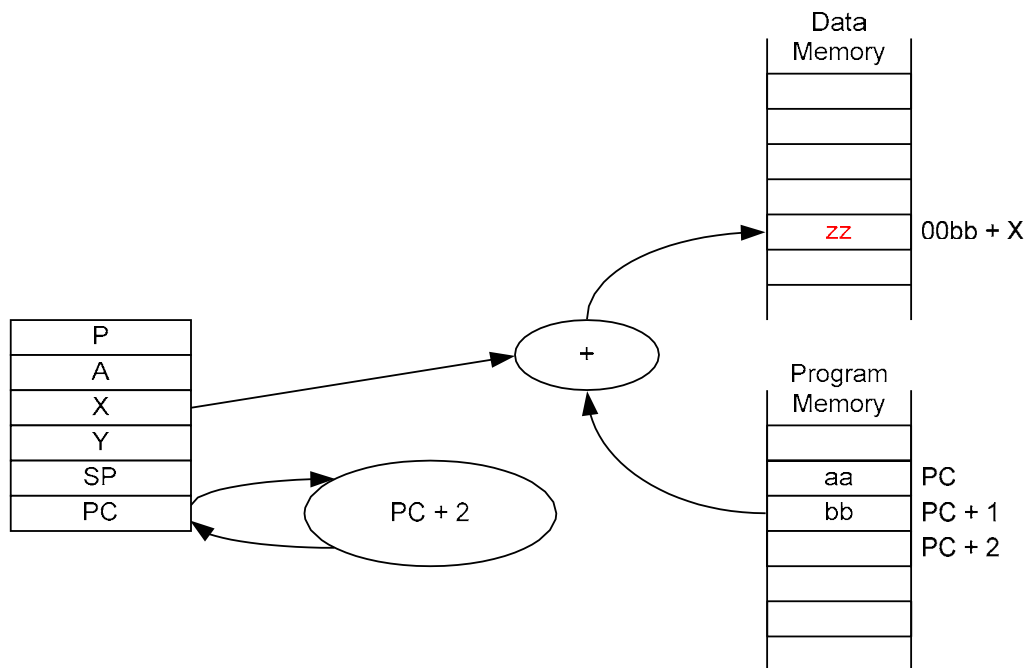 Data
Memory
zz
00bb + X
P
A
X
Y
SP
PC
+
PC + 2
Program
Memory
aa
PC
bb
PC + 1
PC + 2